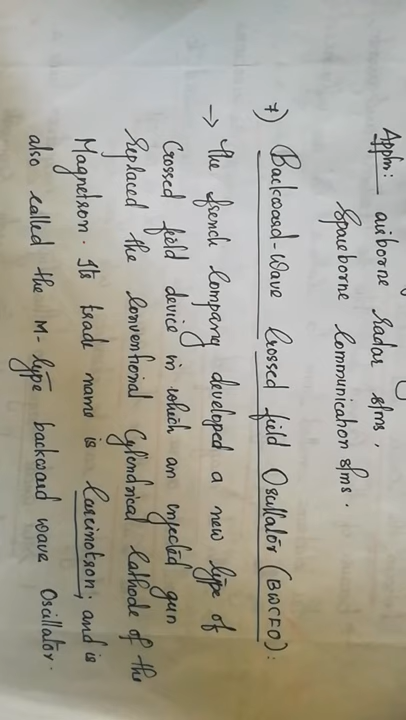 Appln: airborne radar s/ms,
Spaceborne Communication s/ms.
7) Backward-Wave Crossed field Oscillator (BWCFO):
→ The french Company developed a new type of
Crossed field device in which an injected gun
replaced the Conventional Cylindrical Cathode of the
Magnetron. Its trade name is Carcinotron; and is
also called the M-type backward wave Oscillator.